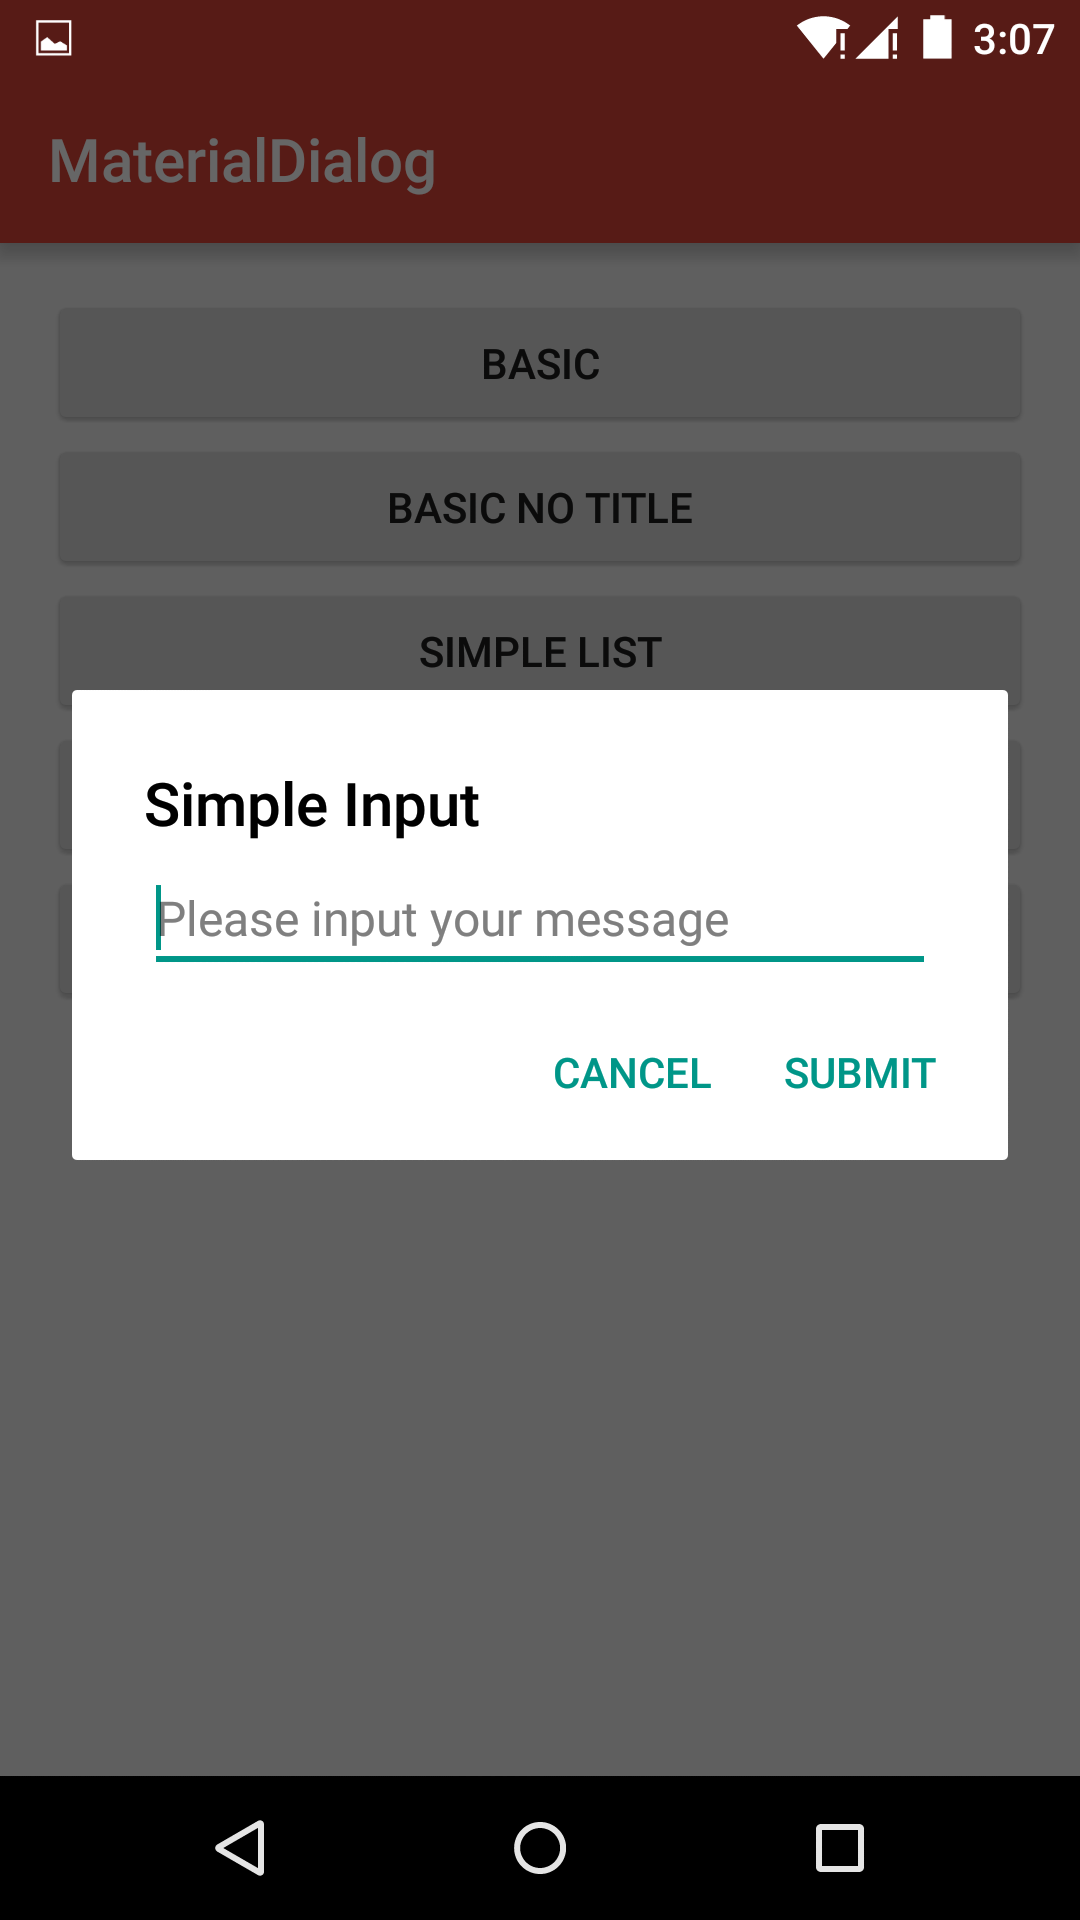 3:07
MaterialDialog
BASIC
BASIC NO TITLE
SIMPLE LIST
Simple Input
Please input your message
CANCEL SUBMIT